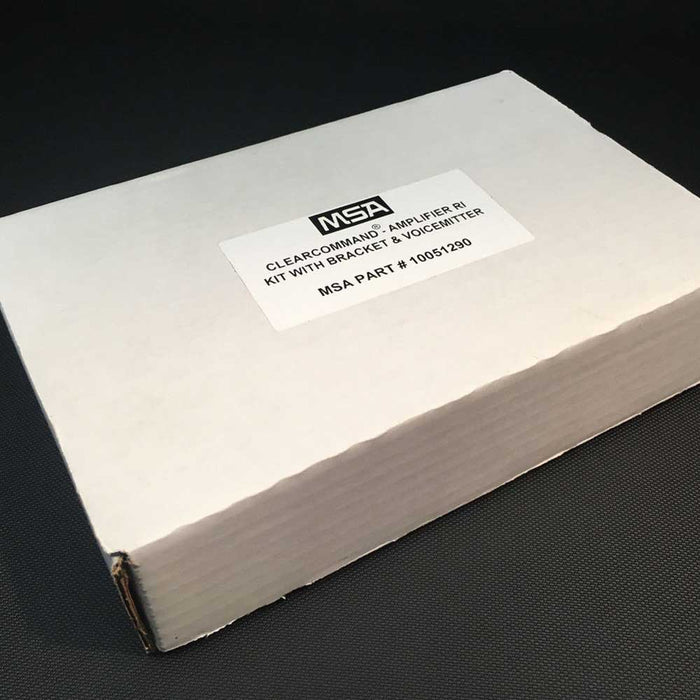 MSA
CLEARCOMMAND® - AMPLIFIER RI
KIT WITH BRACKET & VOICEMITTER
MSA PART # 10051290